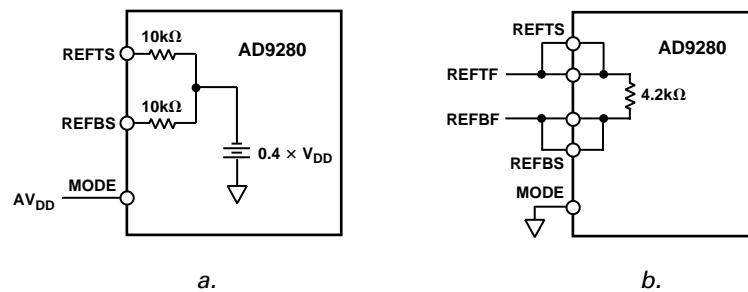 10kΩ
AD9280
REFTS
10kΩ
REFBS
0.4 × VDD
MODE
AVDD
a.
REFTS
AD9280
REFTF
4.2kΩ
REFBF
REFBS
MODE
b.